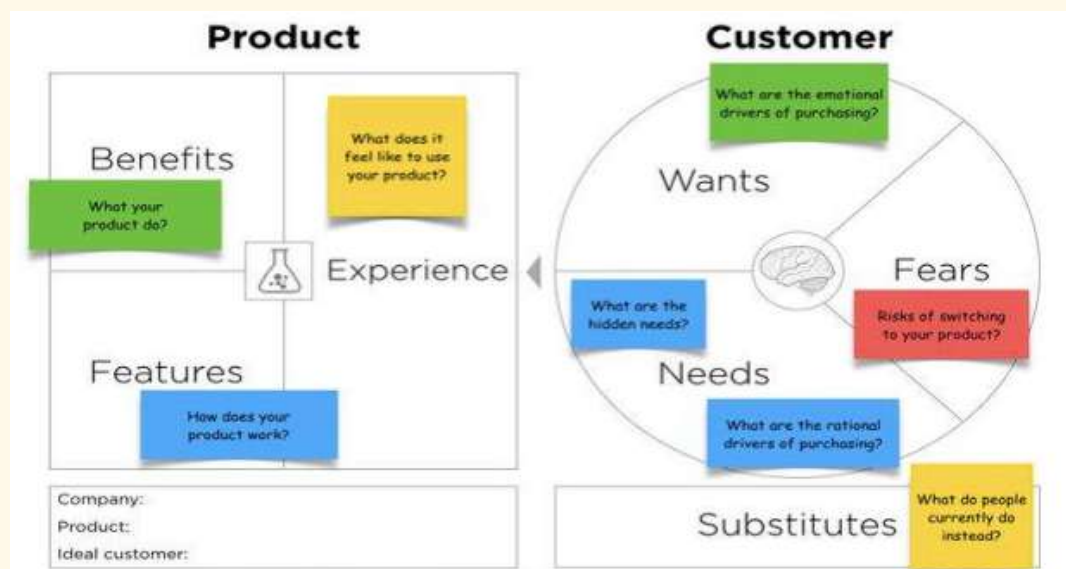 Product
Benefits
What your
product do?
What does it
feel like to use
your product?
Experience
Features
How does your
product work?
Company:
Product:
Ideal customer:
Customer
What are the emotional
drivers of purchasing?
Wants
Fears
Risks of switching
to your product?
What are the
hidden needs?
Needs
What are the rational
drivers of purchasing?
Substitutes
What do people
currently do
instead?